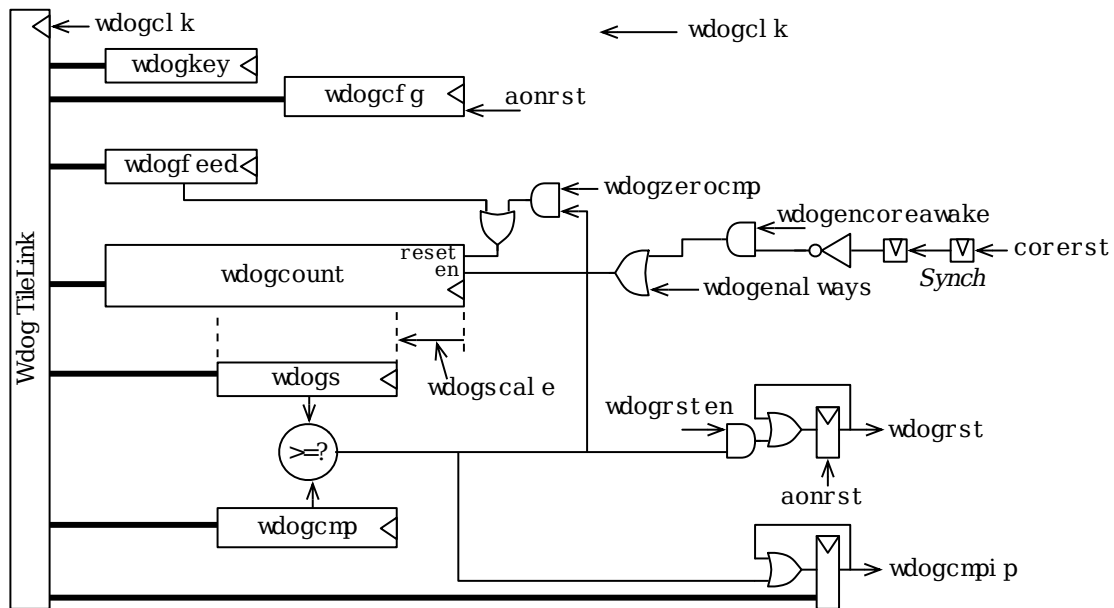 wdogclk
wdogclk
wdogkey
wdogcfg
aonrst
wdogfeed
wdogzerocmp
wdogencoreawake
corerst
Synch
reset
en
wdogcount
wdogenalways
Wdog TileLink
wdogs
wdogscale
wdogrsten
wdogrst
>=?
aonrst
wdogcmp
wdogcmpip